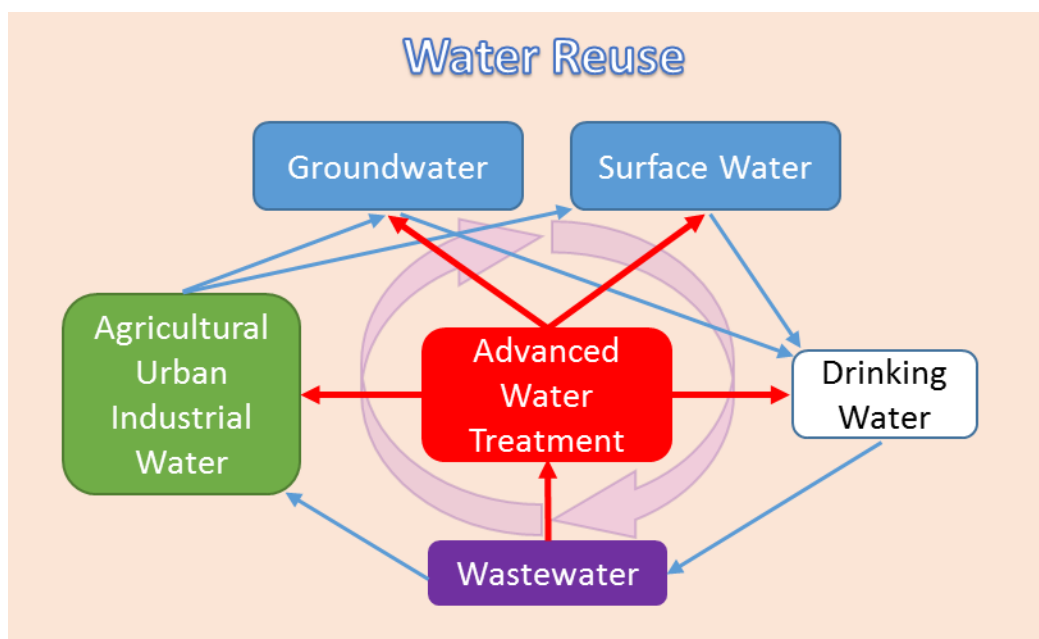 Water Reuse
Groundwater
Surface Water
Agricultural
Urban
Industrial
Water
Advanced
Water
Treatment
Drinking
Water
Wastewater